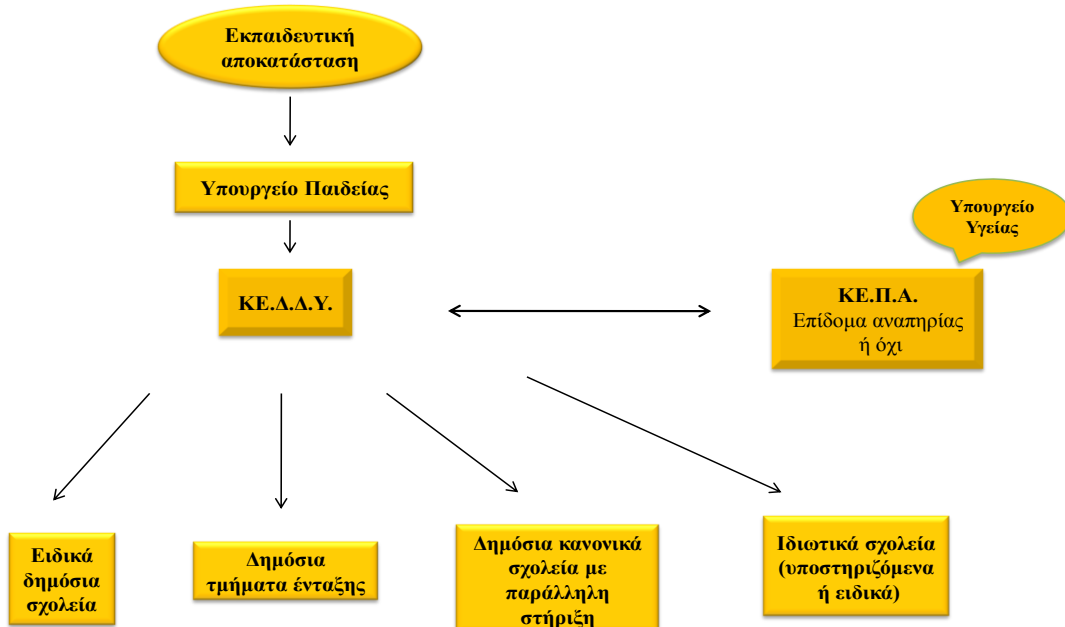 Εκπαιδευτική
αποκατάσταση
Υπουργείο Παιδείας
Υπουργείο
Υγείας
ΚΕ.Δ.Δ.Υ.
ΚΕ.Π.Α.
Επίδομα αναπηρίας
ή όχι
Ειδικά
δημόσια
σχολεία
Δημόσια
τμήματα ένταξης
Δημόσια κανονικά
σχολεία με
παράλληλη
στήριξη
Ιδιωτικά σχολεία
(υποστηριζόμενα
ή ειδικά)